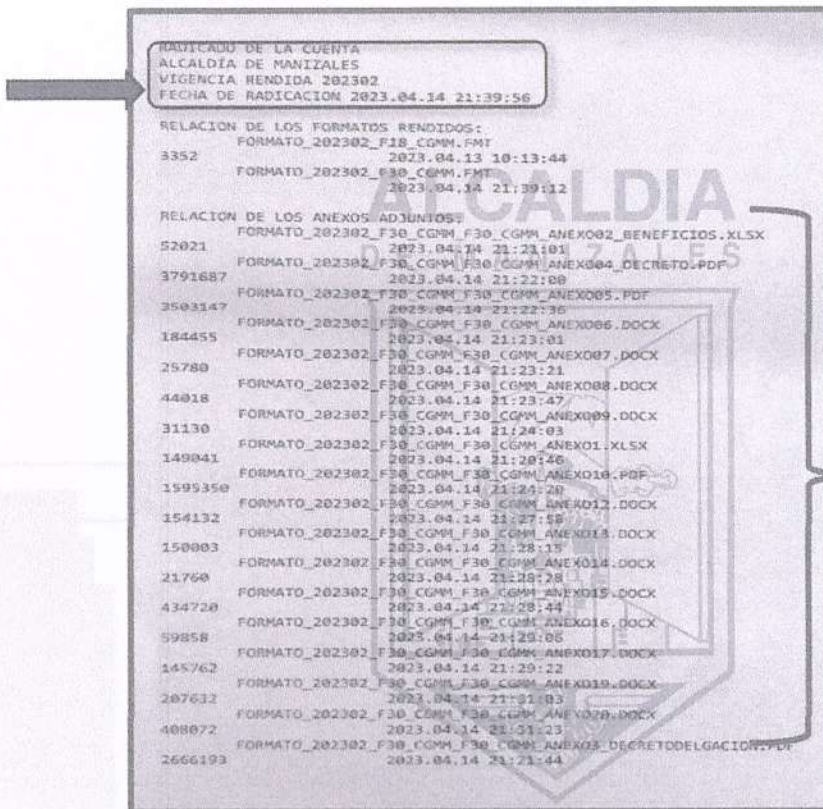 RADICADO DE LA CUENTA
ALCALDÍA DE MANIZALES
VIGENCIA RENDIDA 202302
FECHA DE RADICACION 2023.04.14 21:39:56
RELACION DE LOS FORMATOS RENDIDOS:
FORMATO_202302_F18_CGMM.FMT
3352 2023.04.13 10:13:44
FORMATO_202302_F30_CGMM.FMT
2023.04.14 21:39:12
ALCALDIA
DE MANIZALES
RELACION DE LOS ANEXOS ADJUNTOS:
FORMATO_202302_F30_CGMM_F30_CGMM_ANEXO02_BENEFICIOS.XLSX
52021 2023.04.14 21:21:01
FORMATO_202302_F30_CGMM_F30_CGMM_ANEXO04_DECRETO.PDF
3791687 2023.04.14 21:22:00
FORMATO_202302_F30_CGMM_F30_CGMM_ANEXO05.PDF
3503147 2023.04.14 21:22:36
FORMATO_202302_F30_CGMM_F30_CGMM_ANEXO06.DOCX
184455 2023.04.14 21:23:01
FORMATO_202302_F30_CGMM_F30_CGMM_ANEXO07.DOCX
25780 2023.04.14 21:23:21
FORMATO_202302_F30_CGMM_F30_CGMM_ANEXO08.DOCX
44018 2023.04.14 21:23:47
FORMATO_202302_F30_CGMM_F30_CGMM_ANEXO09.DOCX
31130 2023.04.14 21:24:03
FORMATO_202302_F30_CGMM_F30_CGMM_ANEXO1.XLSX
149041 2023.04.14 21:20:46
FORMATO_202302_F30_CGMM_F30_CGMM_ANEXO10.PDF
1595350 2023.04.14 21:24:20
FORMATO_202302_F30_CGMM_F30_CGMM_ANEXO12.DOCX
154132 2023.04.14 21:27:58
FORMATO_202302_F30_CGMM_F30_CGMM_ANEXO13.DOCX
150003 2023.04.14 21:28:15
FORMATO_202302_F30_CGMM_F30_CGMM_ANEXO14.DOCX
21760 2023.04.14 21:28:28
FORMATO_202302_F30_CGMM_F30_CGMM_ANEXO15.DOCX
434720 2023.04.14 21:28:44
FORMATO_202302_F30_CGMM_F30_CGMM_ANEXO16.DOCX
59858 2023.04.14 21:29:06
FORMATO_202302_F30_CGMM_F30_CGMM_ANEXO17.DOCX
145762 2023.04.14 21:29:22
FORMATO_202302_F30_CGMM_F30_CGMM_ANEXO19.DOCX
207632 2023.04.14 21:31:03
FORMATO_202302_F30_CGMM_F30_CGMM_ANEXO20.DOCX
408072 2023.04.14 21:31:23
FORMATO_202302_F30_CGMM_F30_CGMM_ANEXO3_DECRETODELGACION.PDF
2666193 2023.04.14 21:21:44